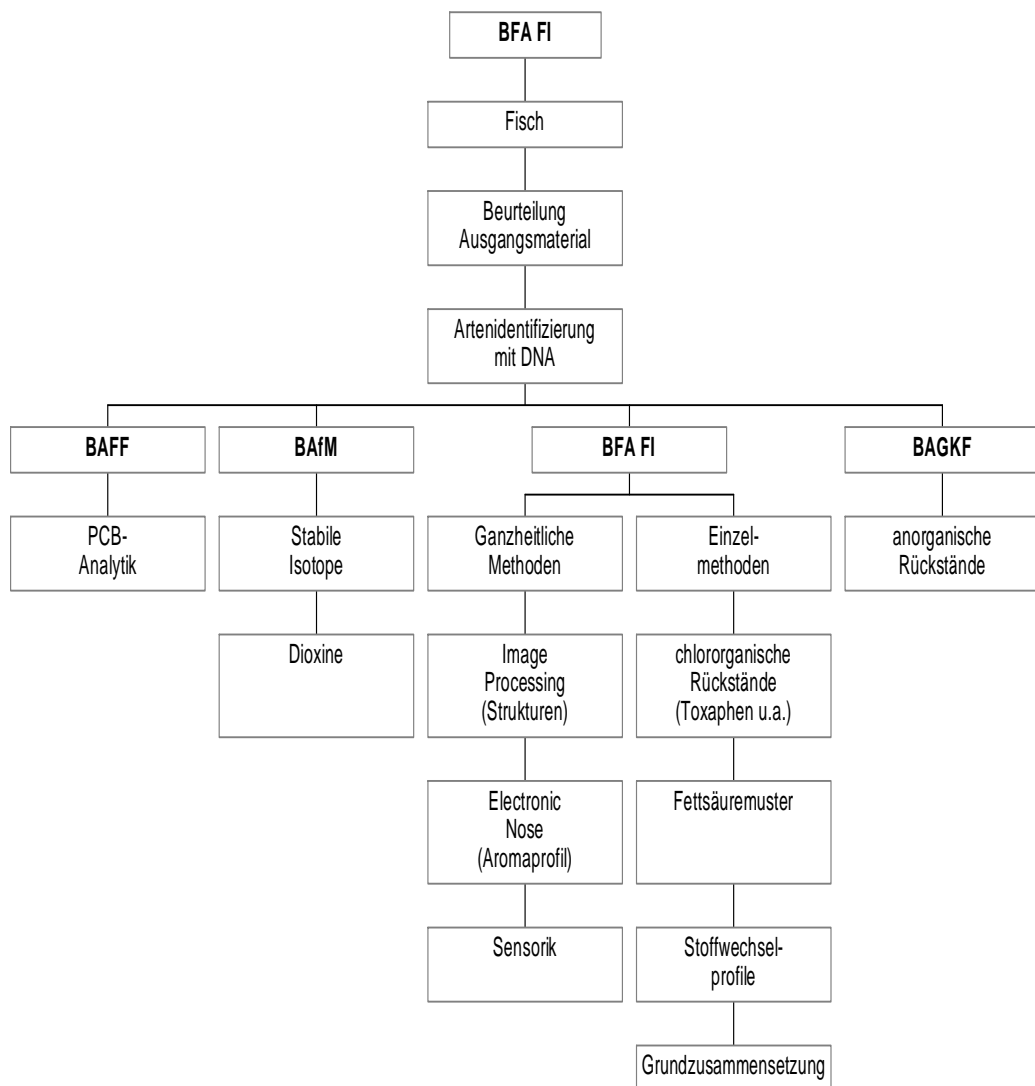 BFA FI
Fisch
Beurteilung
Ausgangsmaterial
Artenidentifizierung
mit DNA
BAFF
BAfM
BFA FI
BAGKF
PCB-
Analytik
Stabile
Isotope
Ganzheitliche
Methoden
Einzel-
methoden
anorganische
Rückstände
Dioxine
Image
Processing
(Strukturen)
chlororganische
Rückstände
(Toxaphen u.a.)
Electronic
Nose
(Aromaprofil)
Fettsäuremuster
Sensorik
Stoffwechsel-
profile
Grundzusammensetzung